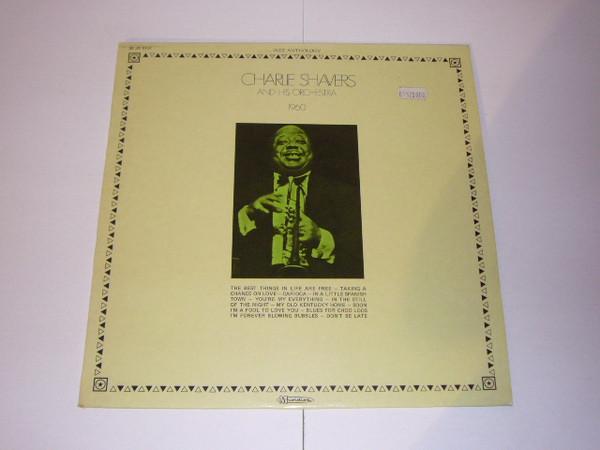 JAZZ ANTHOLOGY
CHARLIE SHAVERS
AND HIS ORCHESTRA
1960
THE BEST THINGS IN LIFE ARE FREE — TAKING A
CHANCE ON LOVE — CARIOCA — IN A LITTLE SPANISH
TOWN — YOU'RE MY EVERYTHING — IN THE STILL
OF THE NIGHT — MY OLD KENTUCKY HOME — SOON
I'M A FOOL TO LOVE YOU — BLUES FOR CHOO LOOS
I'M FOREVER BLOWING BUBBLES — DON'T BE LATE
Musidisc